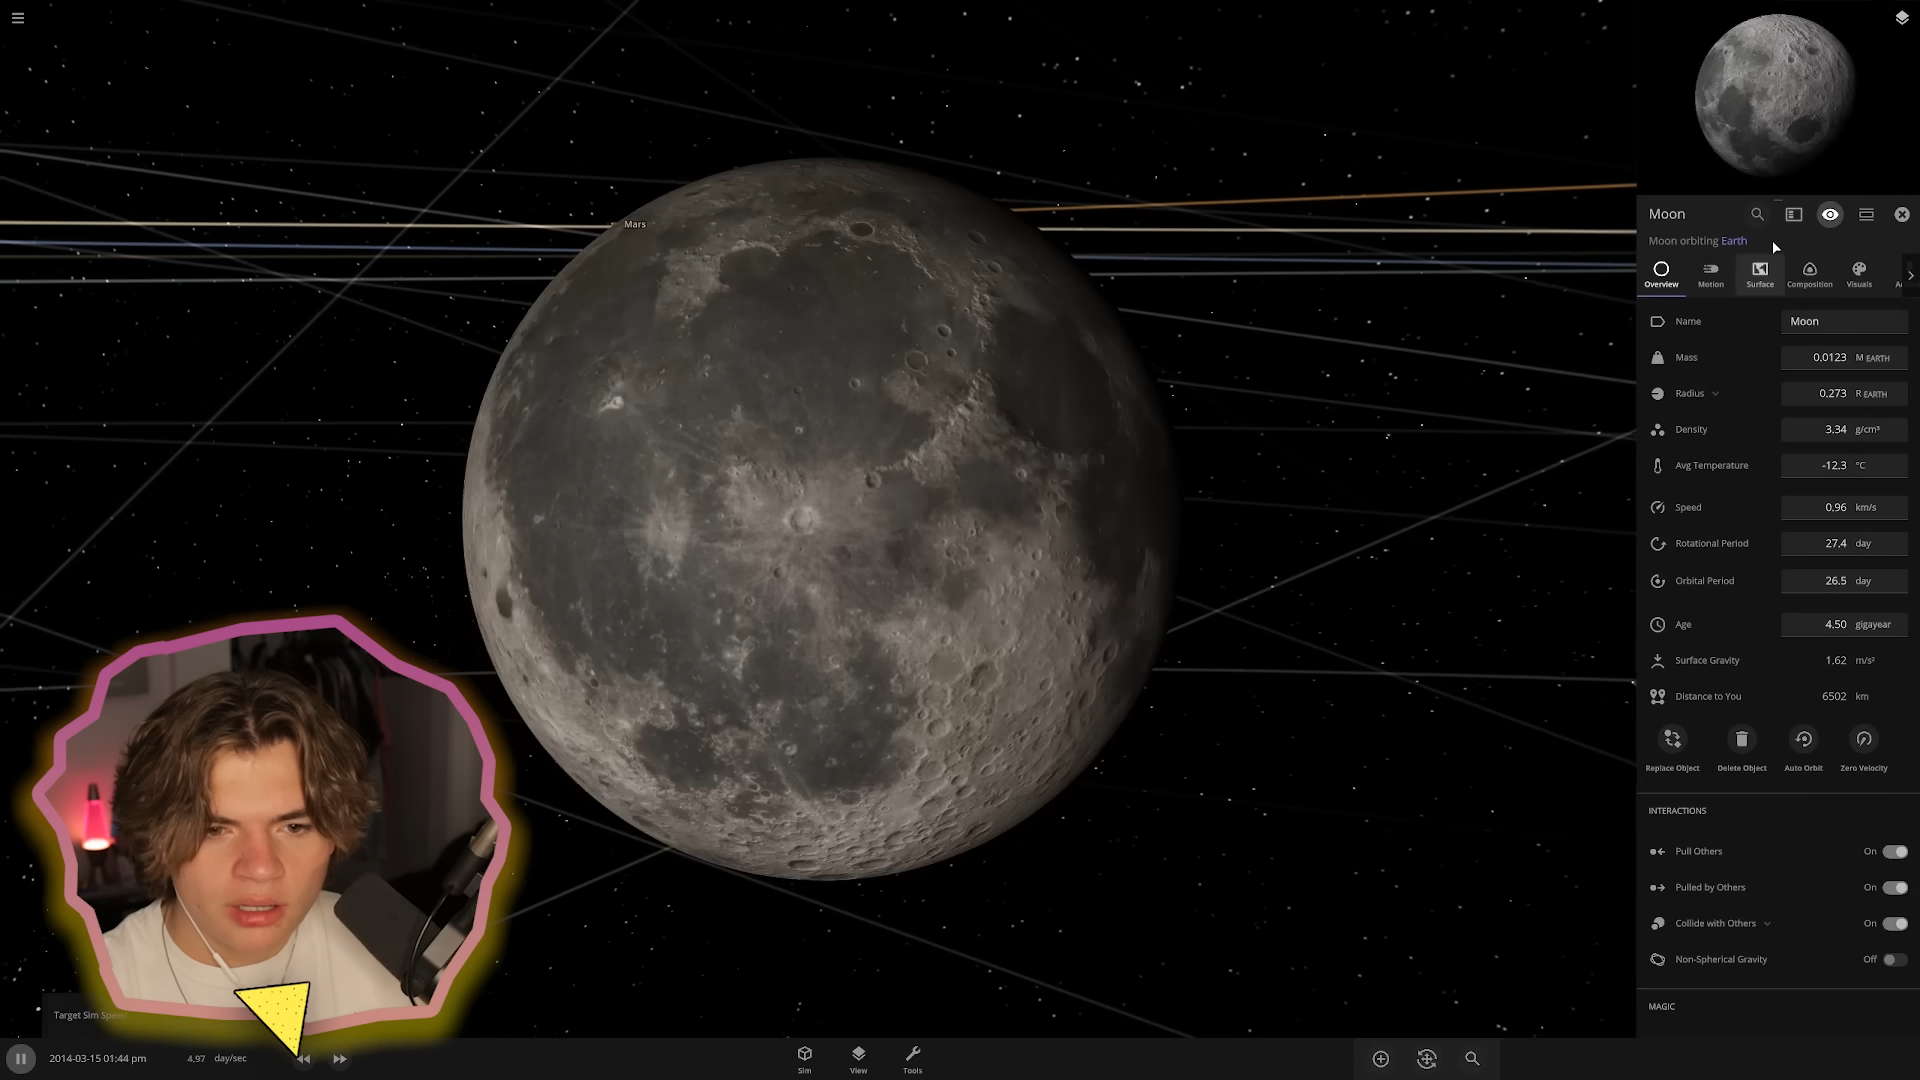 Mars
Moon
Moon orbiting Earth
Overview Motion Surface Composition Visuals
Name Moon
Mass 0.0123 M EARTH
Radius 0.273 R EARTH
Density 3.34 g/cm³
Avg Temperature -12.3 °C
Speed 0.96 km/s
Rotational Period 27.4 day
Orbital Period 26.5 day
Age 4.50 gigayear
Surface Gravity 1.62 m/s²
Distance to You 6502 km
Replace Object Delete Object Auto Orbit Zero Velocity
INTERACTIONS
Pull Others On
Pulled by Others On
Collide with Others On
Non-Spherical Gravity Off
MAGIC
Target Sim Speed
2014-03-15 01:44 pm 4.97 day/sec
Sim View Tools